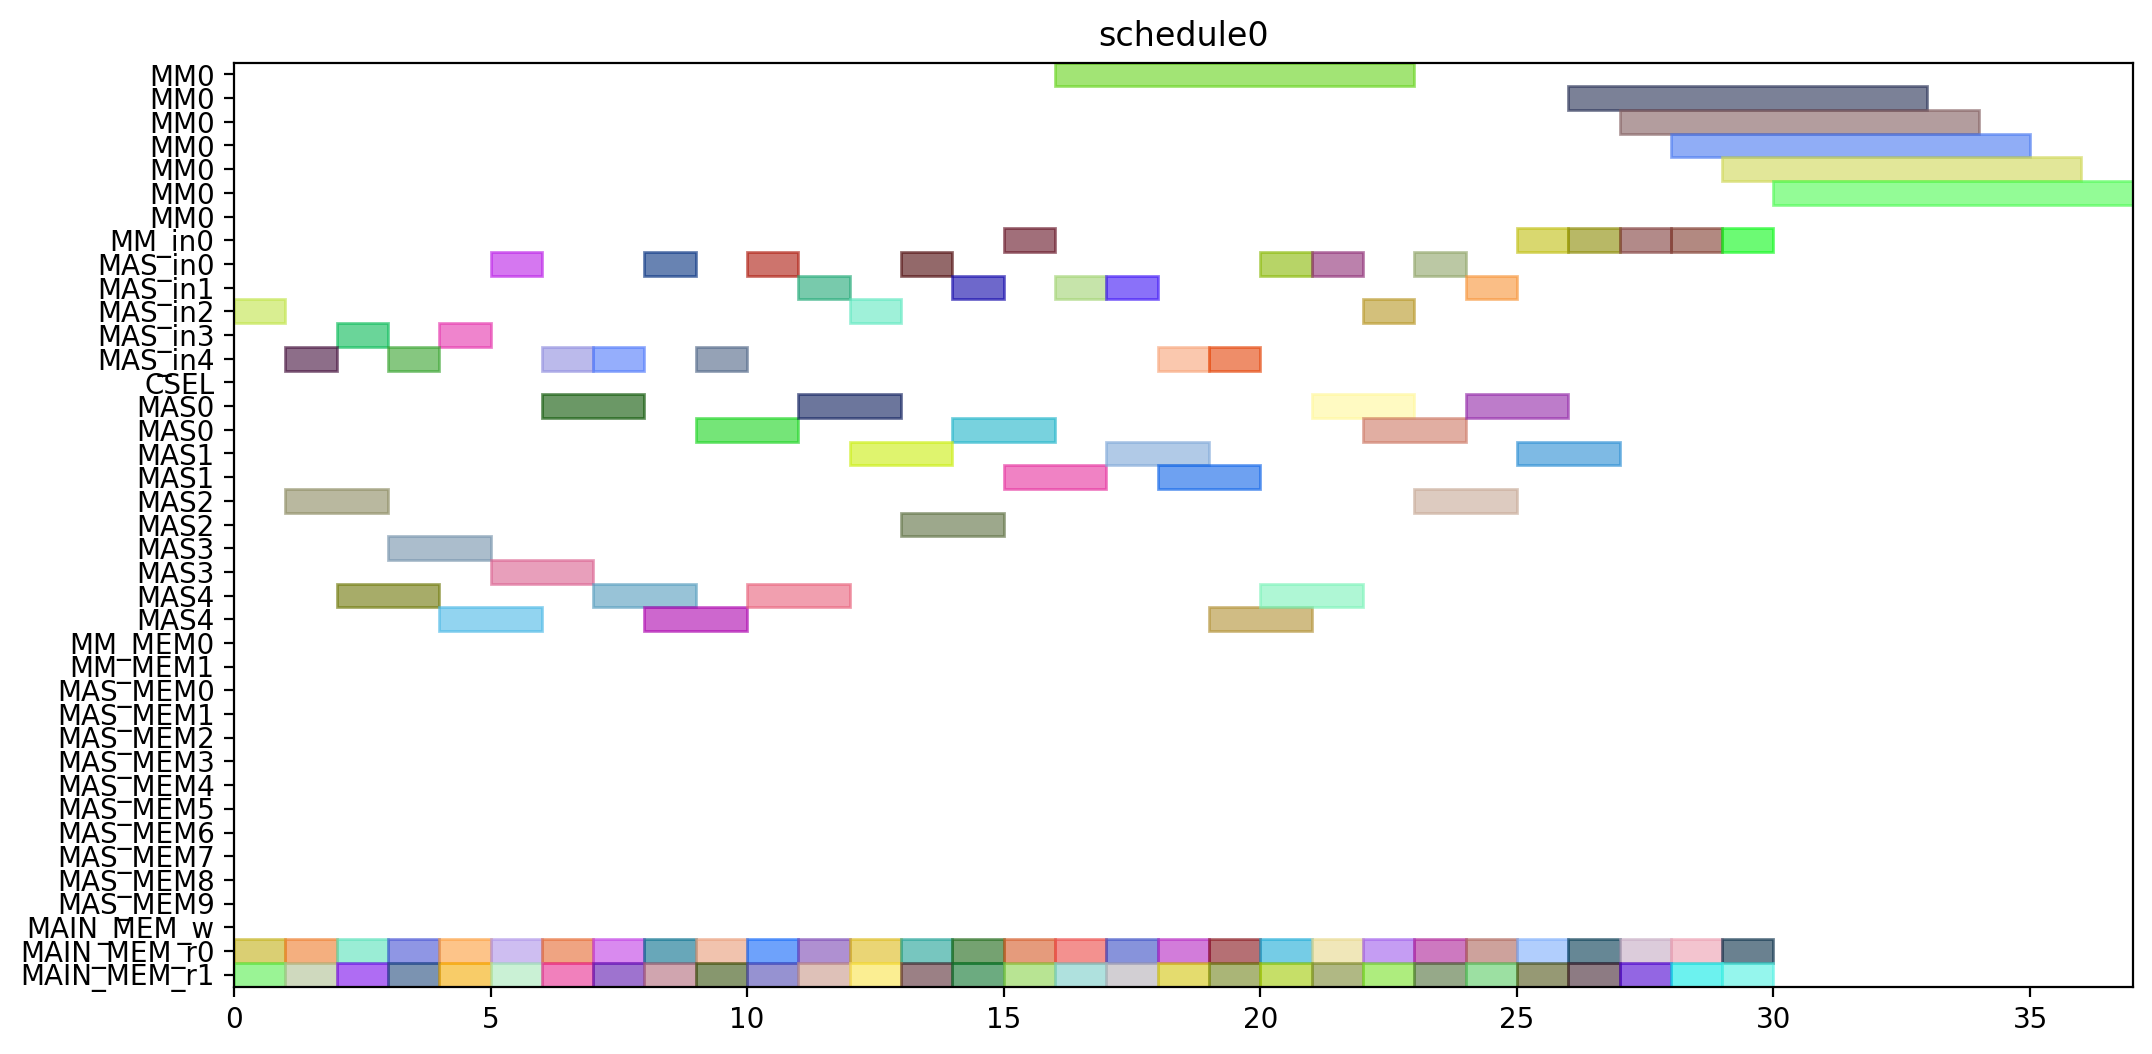 schedule0
MM0
MM0
MM0
MM0
MM0
MM0
MM0
MM_in0
MAS_in0
MAS_in1
MAS_in2
MAS_in3
MAS_in4
CSEL
MAS0
MAS0
MAS1
MAS1
MAS2
MAS2
MAS3
MAS3
MAS4
MAS4
MM_MEM0
MM_MEM1
MAS_MEM0
MAS_MEM1
MAS_MEM2
MAS_MEM3
MAS_MEM4
MAS_MEM5
MAS_MEM6
MAS_MEM7
MAS_MEM8
MAS_MEM9
MAIN_MEM_w
MAIN_MEM_r0
MAIN_MEM_r1
0 5 10 15 20 25 30 35